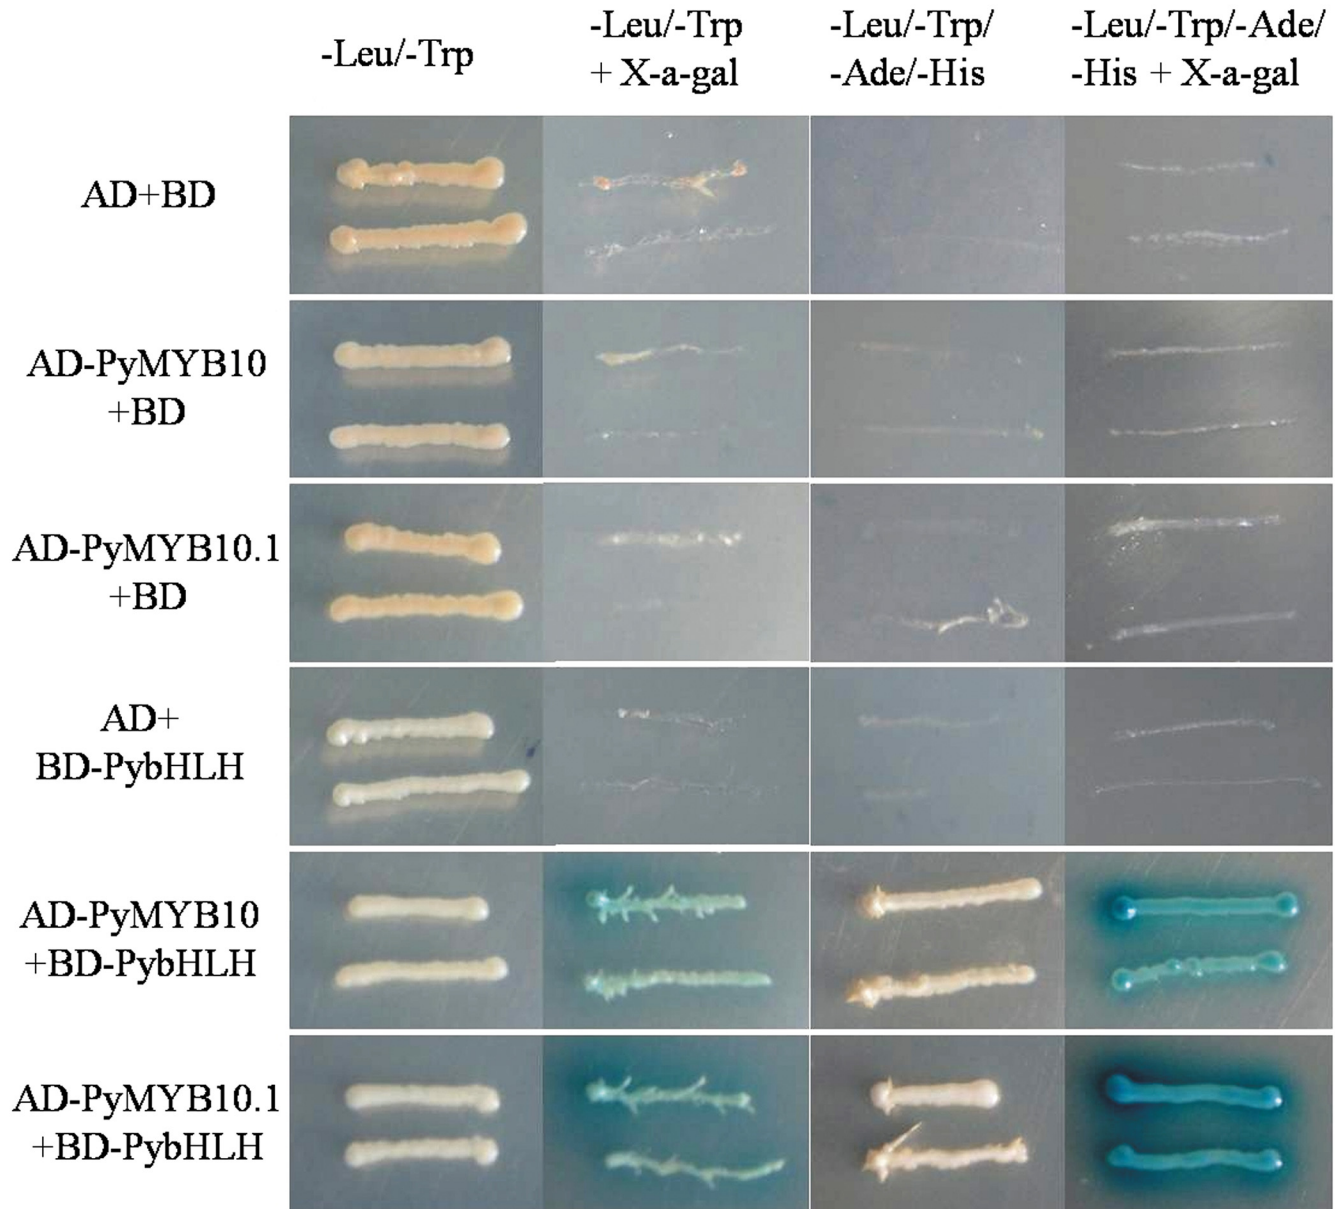 -Leu/-Trp
-Leu/-Trp
+ X-a-gal
-Leu/-Trp/
-Ade/-His
-Leu/-Trp/-Ade/
-His + X-a-gal
AD+BD
AD-PyMYB10
+BD
AD-PyMYB10.1
+BD
AD+
BD-PybHLH
AD-PyMYB10
+BD-PybHLH
AD-PyMYB10.1
+BD-PybHLH